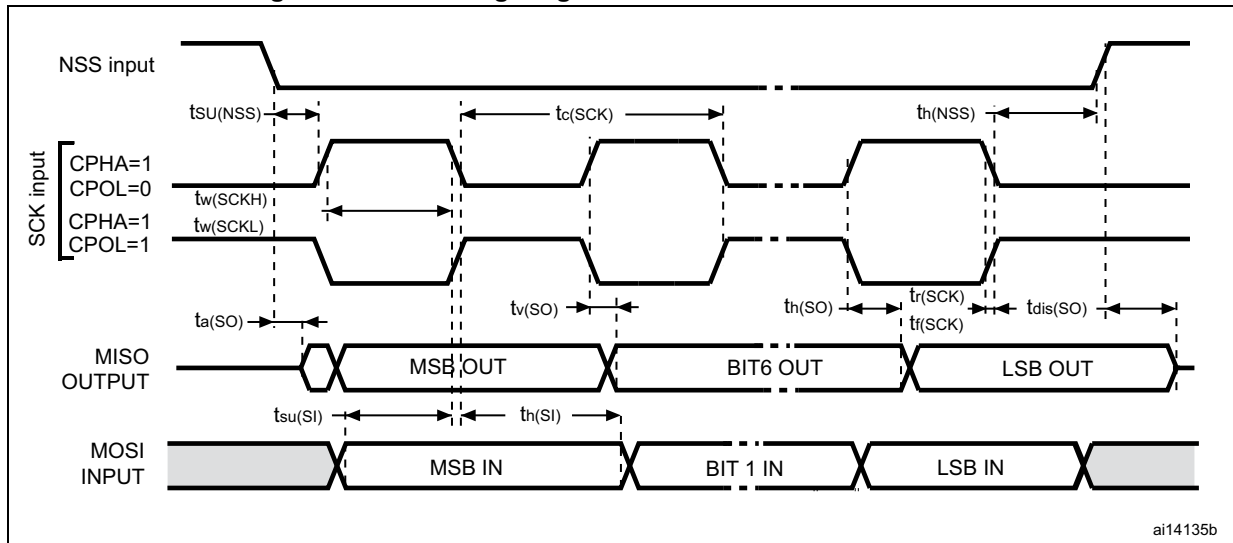 NSS input
tSU(NSS)
tc(SCK)
th(NSS)
SCK input
CPHA=1
CPOL=0
tw(SCKH)
CPHA=1
tw(SCKL)
CPOL=1
ta(SO)
tv(SO)
th(SO)
tr(SCK)
tf(SCK)
tdis(SO)
MISO
OUTPUT
MSB OUT
BIT6 OUT
LSB OUT
tsu(SI)
th(SI)
MOSI
INPUT
MSB IN
BIT 1 IN
LSB IN
ai14135b